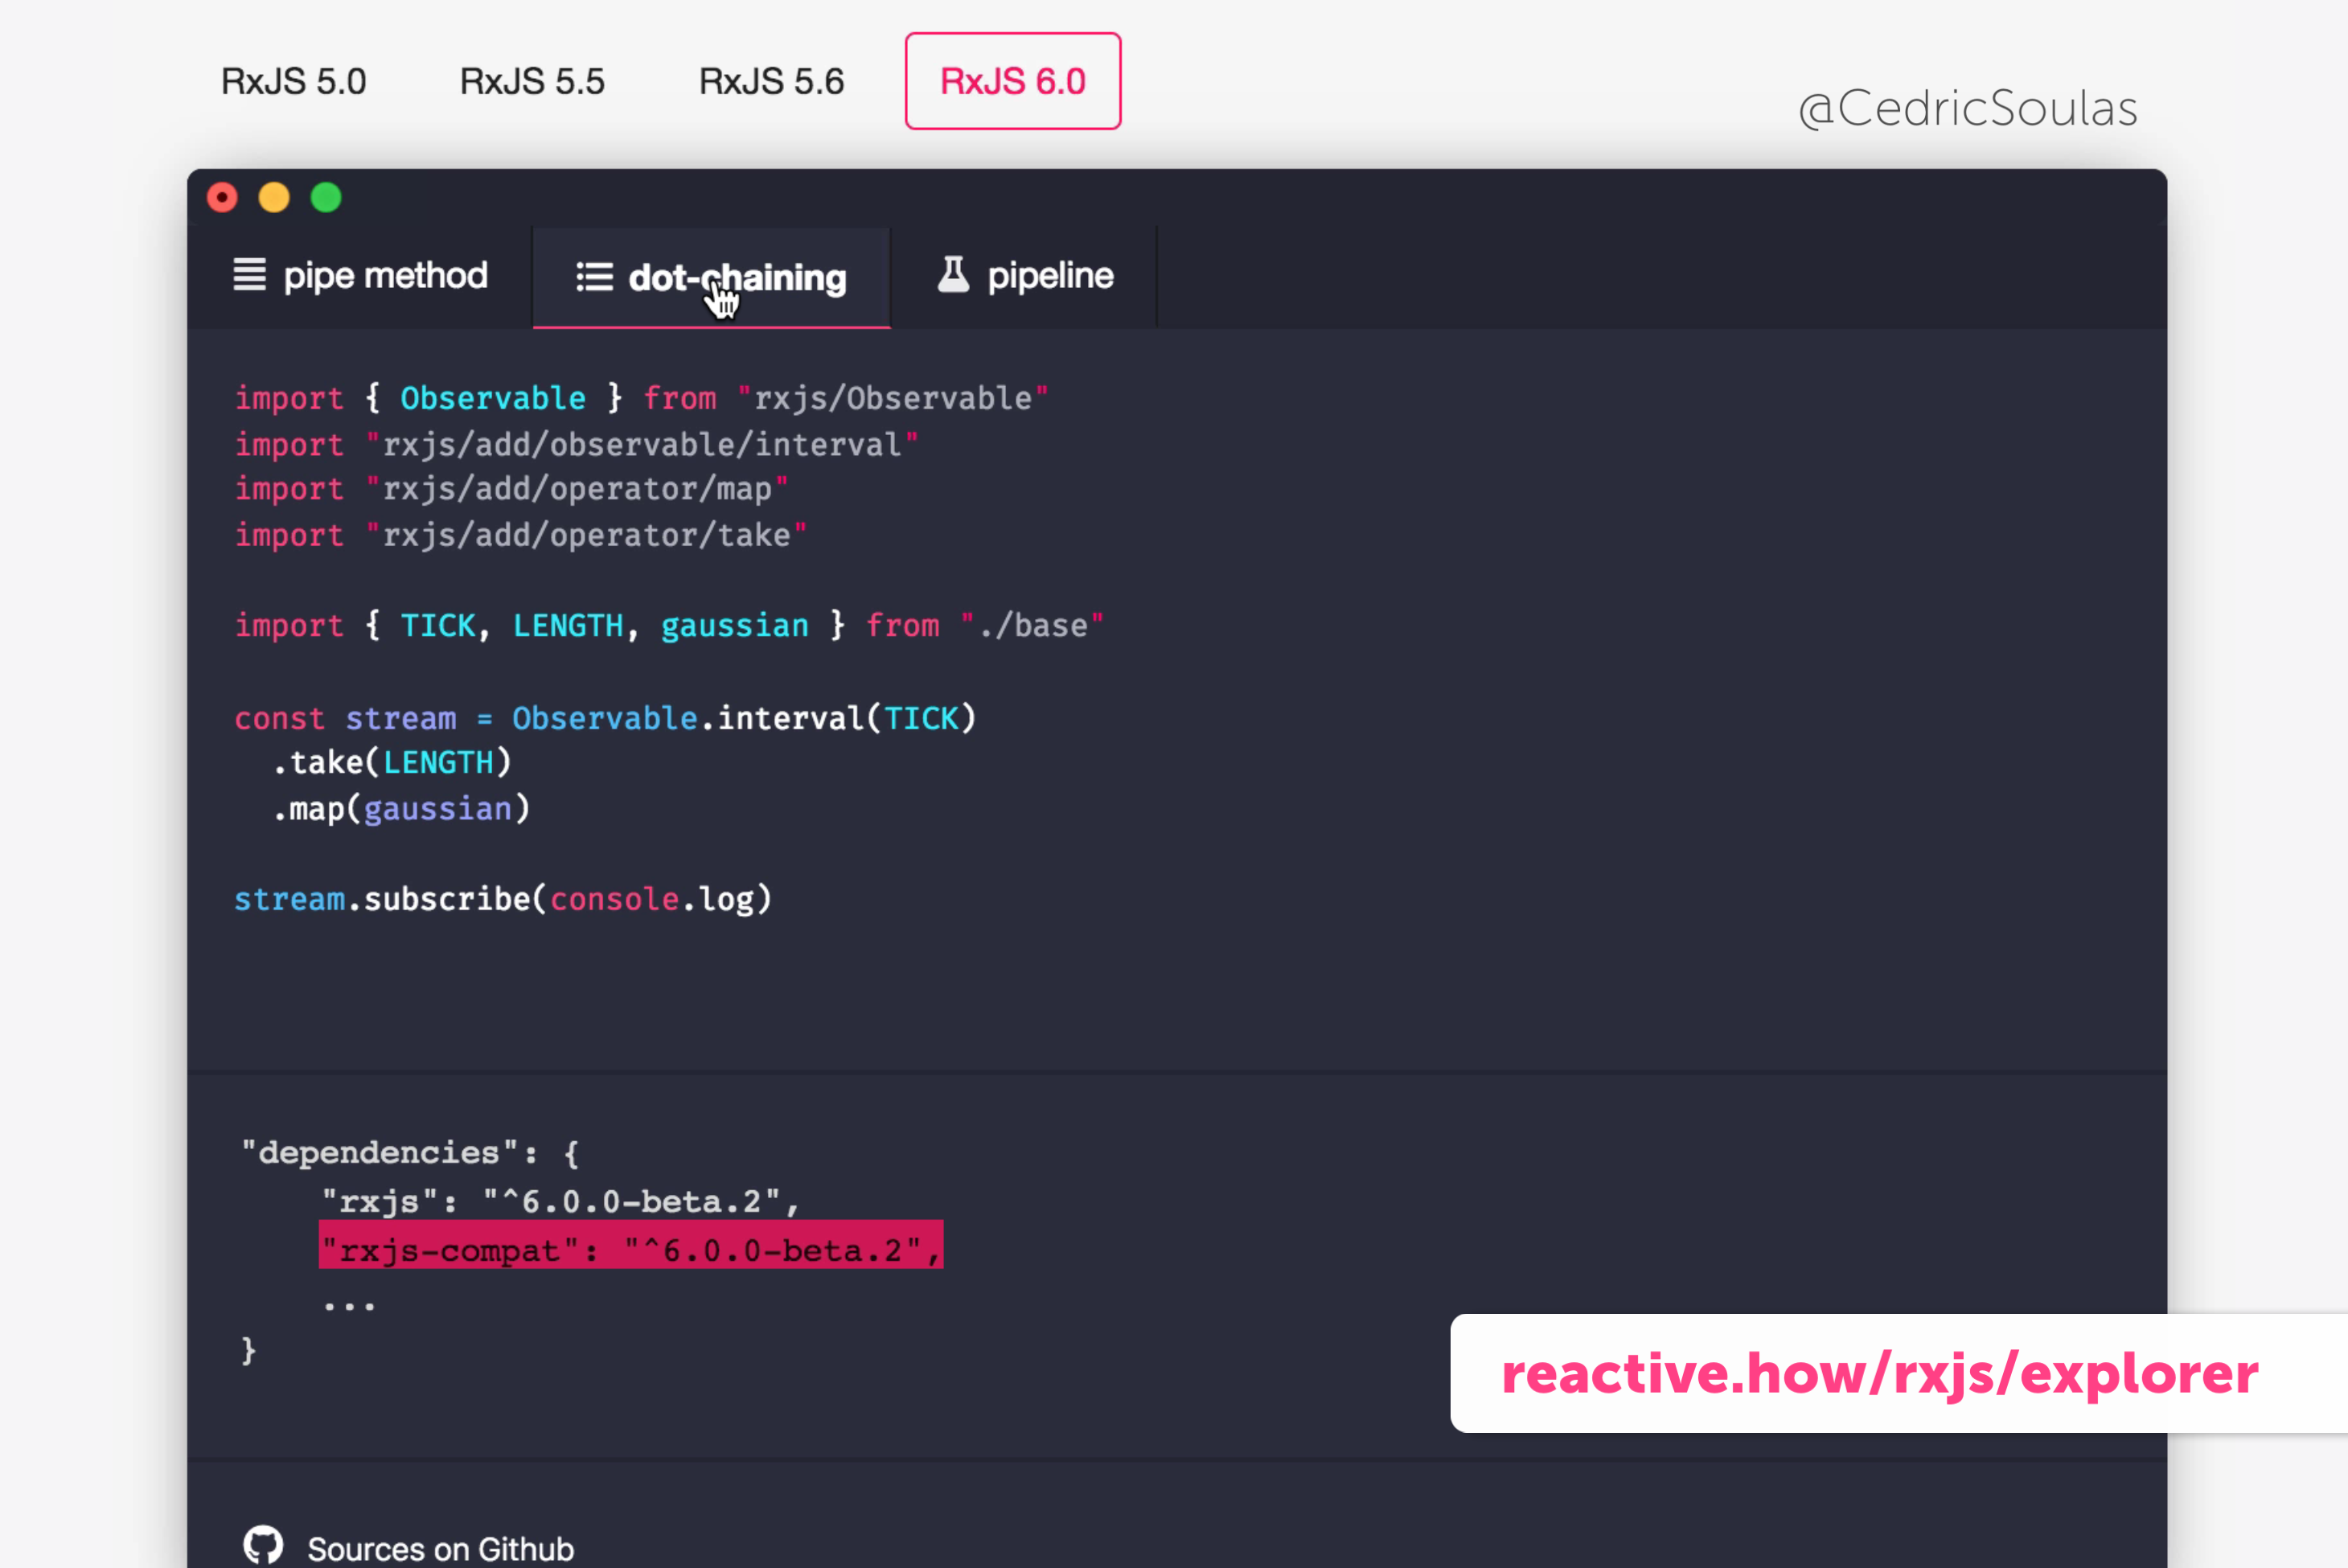 RxJS 5.0 RxJS 5.5 RxJS 5.6 RxJS 6.0
@CedricSoulas
pipe method dot-chaining pipeline
import { Observable } from "rxjs/Observable"
import "rxjs/add/observable/interval"
import "rxjs/add/operator/map"
import "rxjs/add/operator/take"
import { TICK, LENGTH, gaussian } from "./base"
const stream = Observable.interval(TICK)
.take(LENGTH)
.map(gaussian)
stream.subscribe(console.log)
"dependencies": {
"rxjs": "^6.0.0-beta.2",
"rxjs-compat": "^6.0.0-beta.2",
...
}
reactive.how/rxjs/explorer
Sources on Github